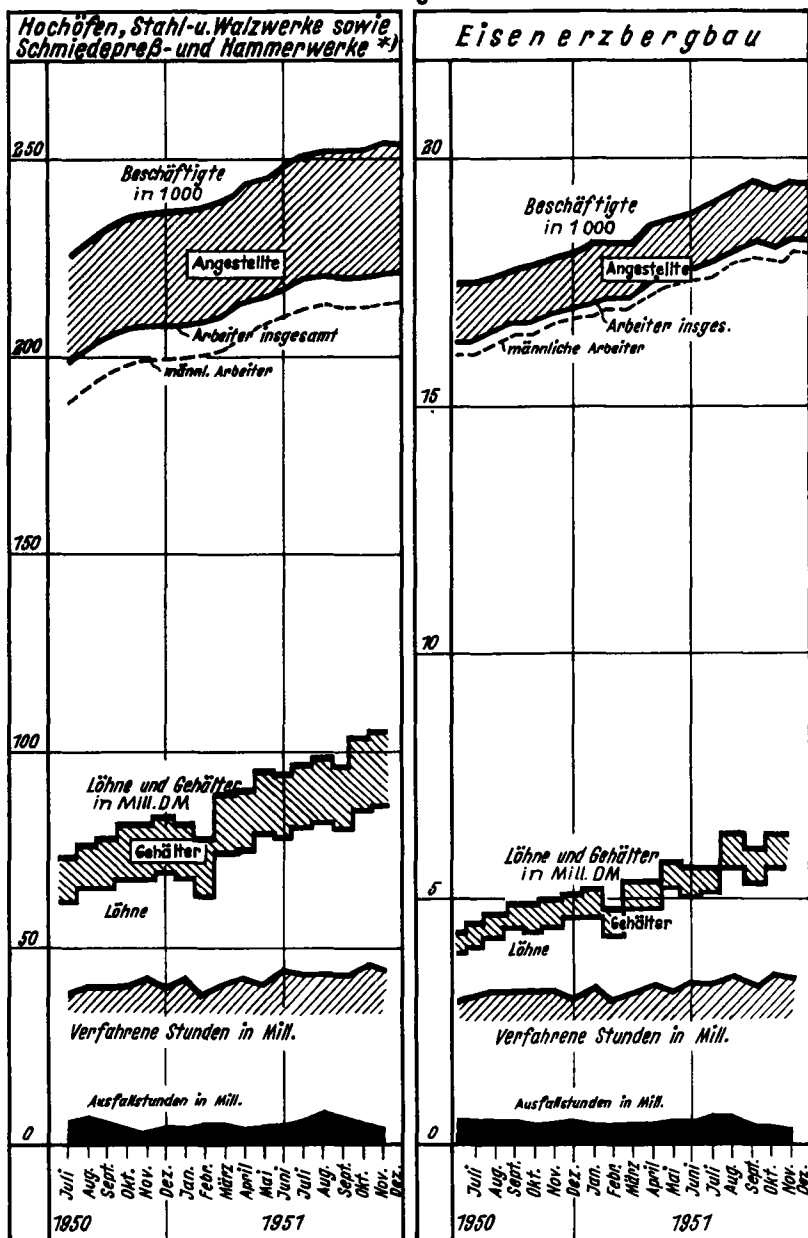 Hochöfen, Stahl-u. Walzwerke sowie
Schmiedepreß- und Hammerwerke *)
250
Beschäftigte
in 1000
Angestellte
200
Arbeiter insgesamt
männl. Arbeiter
150
100
Löhne und Gehälter
in Mill. DM
Gehälter
Löhne
50
Verfahrene Stunden in Mill.
Ausfallstunden in Mill.
0
Juli
Aug.
Sept.
Okt.
Nov.
Dez.
Jan.
Febr.
März
April
Mai
Juni
Juli
Aug.
Sept.
Okt.
Nov.
Dez.
1950
1951
Eisenerzbergbau
20
Beschäftigte
in 1000
Angestellte
Arbeiter insges.
männliche Arbeiter
15
10
Löhne und Gehälter
in Mill. DM
5
Gehälter
Löhne
Verfahrene Stunden in Mill.
Ausfallstunden in Mill.
0
Juli
Aug.
Sept.
Okt.
Nov.
Dez.
Jan.
Febr.
März
April
Mai
Juni
Juli
Aug.
Sept.
Okt.
Nov.
Dez.
1950
1951